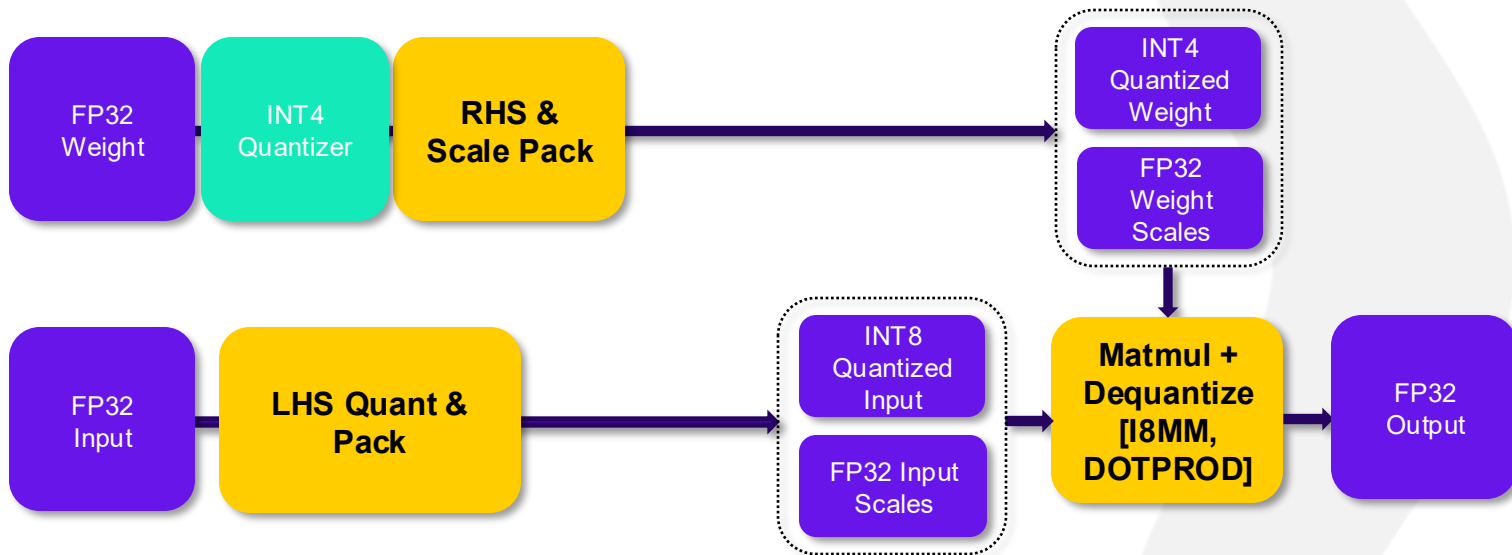 FP32
Weight
INT4
Quantizer
RHS &
Scale Pack
INT4
Quantized
Weight
FP32
Weight
Scales
FP32
Input
LHS Quant &
Pack
INT8
Quantized
Input
FP32 Input
Scales
Matmul +
Dequantize
[I8MM,
DOTPROD]
FP32
Output